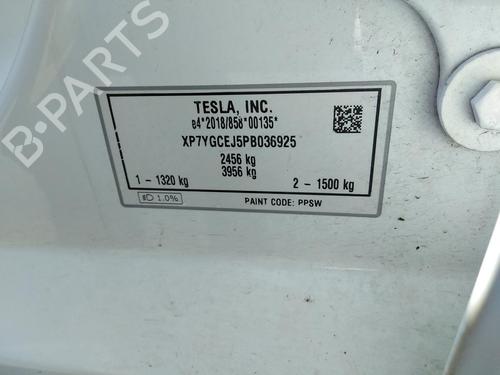 B-PARTS
TESLA, INC.
e4*2018/858*00135*
XP7YGCEJ5PB036925
2456 kg
3956 kg
1 - 1320 kg 2 - 1500 kg
1.0%
PAINT CODE: PPSW